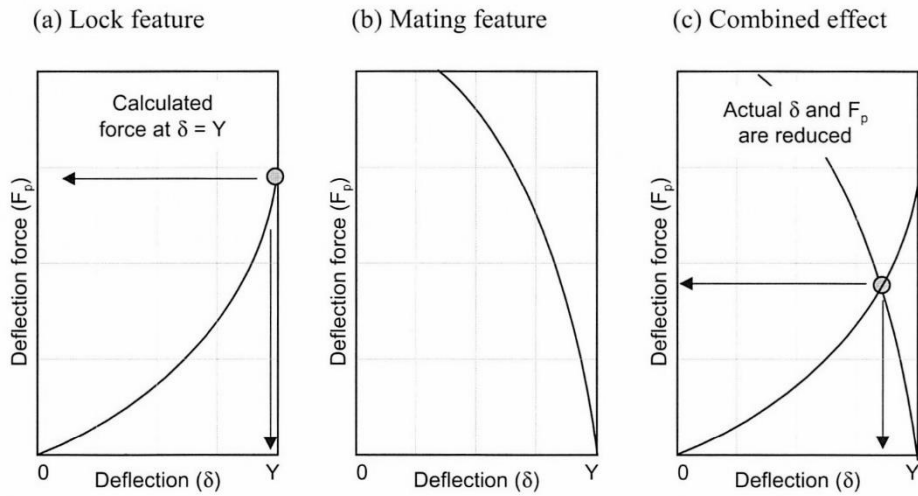 (a) Lock feature
(b) Mating feature
(c) Combined effect
Calculated
force at δ = Y
Deflection force (Fₚ)
0
Y
Deflection (δ)
Deflection force (Fₚ)
0
Y
Deflection (δ)
Actual δ and Fₚ
are reduced
Deflection force (Fₚ)
0
Y
Deflection (δ)